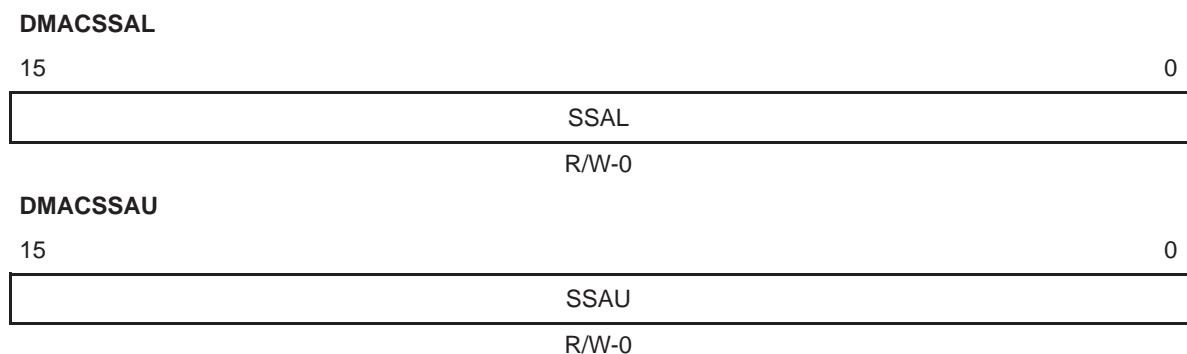 DMACSSAL
15 0
SSAL
R/W-0
DMACSSAU
15 0
SSAU
R/W-0